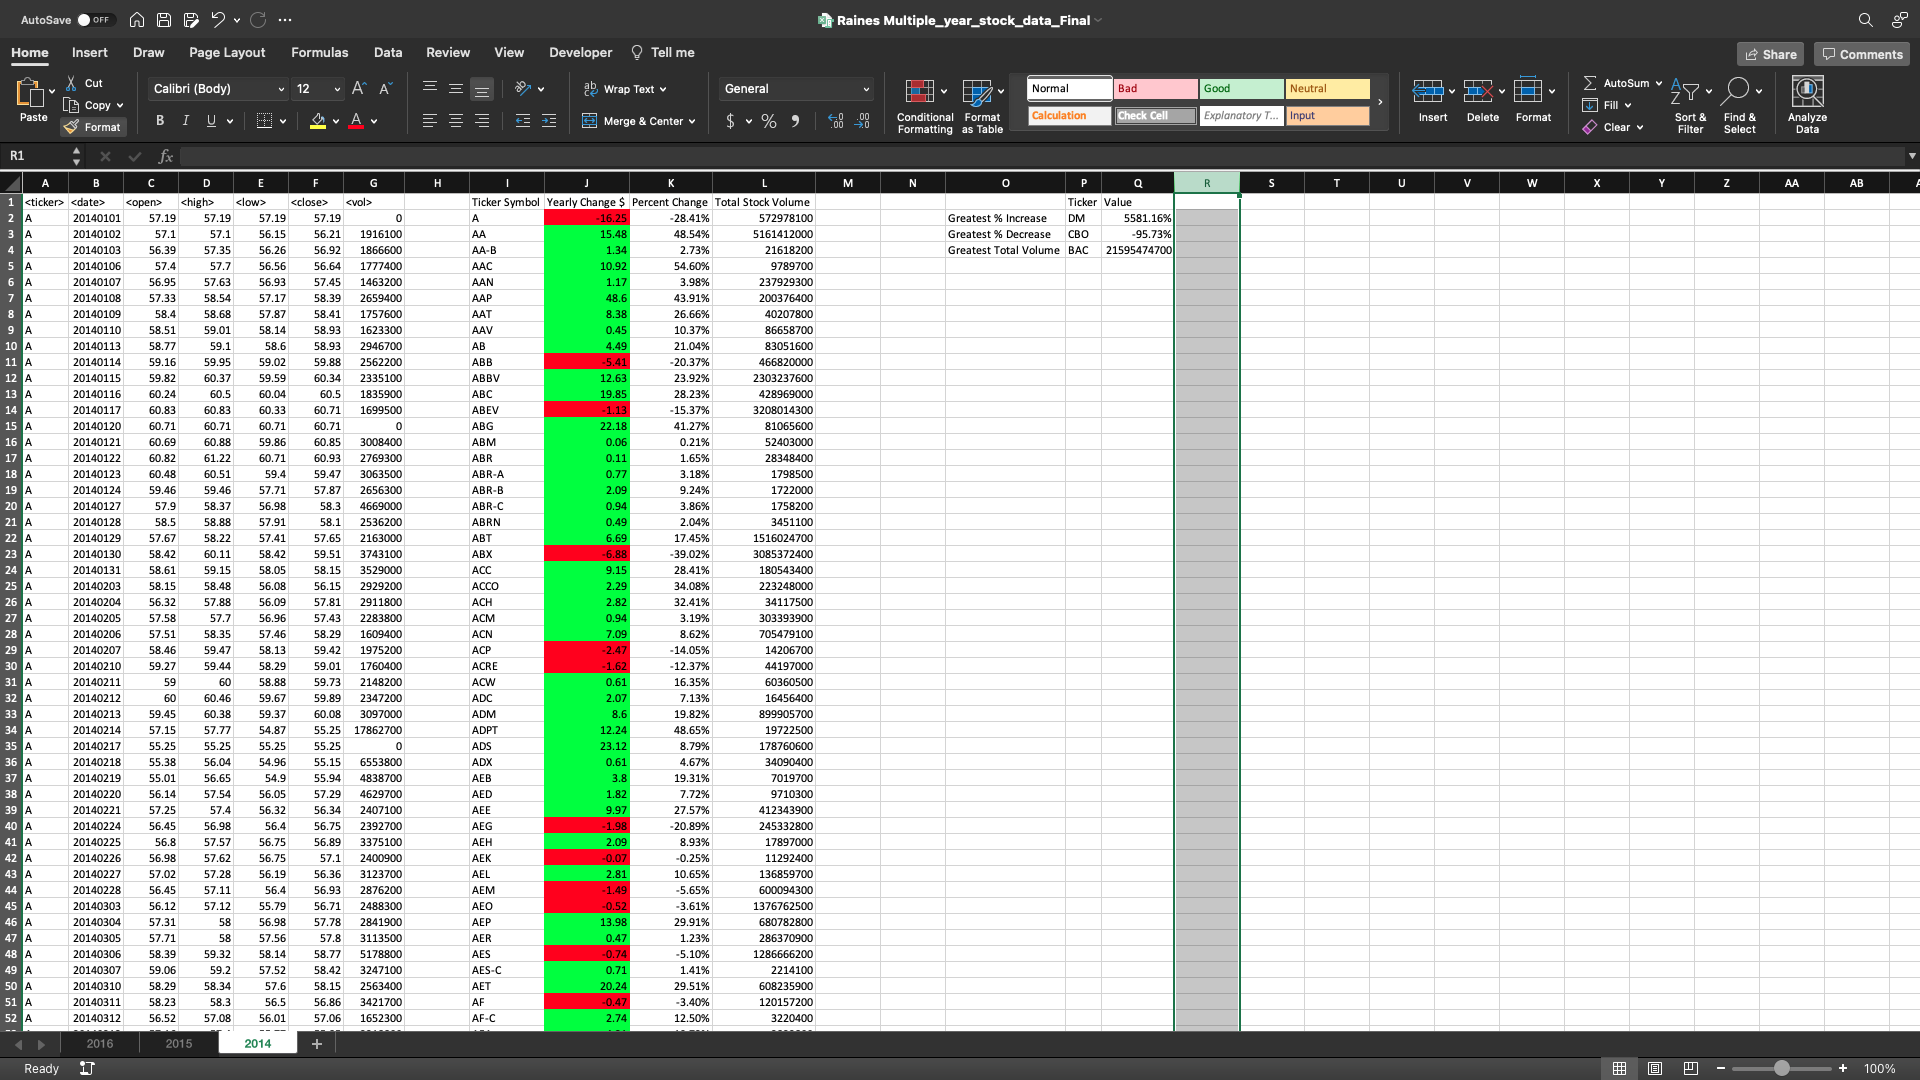 AutoSave OFF
Raines Multiple_year_stock_data_Final
Home Insert Draw Page Layout Formulas Data Review View Developer Tell me
Share Comments
Paste Cut Copy Format
Calibri (Body) 12
B I U
Wrap Text
Merge & Center
General
$ % 9
Conditional Formatting
Format as Table
Normal Bad Good Neutral
Calculation Check Cell Explanatory T... Input
Insert Delete Format
AutoSum
Fill
Clear
Sort & Filter
Find & Select
Analyze Data
R1 fx
A B C D E F G H I J K L M N O P Q R S T U V W X Y Z AA AB
1 <ticker> <date> <open> <high> <low> <close> <vol> Ticker Symbol Yearly Change $ Percent Change Total Stock Volume Ticker Value
2 A 20140101 57.19 57.19 57.19 57.19 0 A -16.25 -28.41% 572978100 Greatest % Increase DM 5581.16%
3 A 20140102 57.1 57.1 56.15 56.21 1916100 AA 15.48 48.54% 5161412000 Greatest % Decrease CBO -95.73%
4 A 20140103 56.39 57.35 56.26 56.92 1866600 AA-B 1.34 2.73% 21618200 Greatest Total Volume BAC 21595474700
5 A 20140106 57.4 57.7 56.56 56.64 1777400 AAC 10.92 54.60% 9789700
6 A 20140107 56.95 57.63 56.93 57.45 1463200 AAN 1.17 3.98% 237929300
7 A 20140108 57.33 58.54 57.17 58.39 2659400 AAP 48.6 43.91% 200376400
8 A 20140109 58.4 58.68 57.87 58.41 1757600 AAT 8.38 26.66% 40207800
9 A 20140110 58.51 59.01 58.14 58.93 1623300 AAV 0.45 10.37% 86658700
10 A 20140113 58.77 59.1 58.6 58.93 2946700 AB 4.49 21.04% 83051600
11 A 20140114 59.16 59.95 59.02 59.88 2562200 ABB -5.41 -20.37% 466820000
12 A 20140115 59.82 60.37 59.59 60.34 2335100 ABBV 12.63 23.92% 2303237600
13 A 20140116 60.24 60.5 60.04 60.5 1835900 ABC 19.85 28.23% 428969000
14 A 20140117 60.83 60.83 60.33 60.71 1699500 ABEV -1.13 -15.37% 3208014300
15 A 20140120 60.71 60.71 60.71 60.71 0 ABG 22.18 41.27% 81065600
16 A 20140121 60.69 60.88 59.86 60.85 3008400 ABM 0.06 0.21% 52403000
17 A 20140122 60.82 61.22 60.71 60.93 2769300 ABR 0.11 1.65% 28348400
18 A 20140123 60.48 60.51 59.4 59.47 3063500 ABR-A 0.77 3.18% 1798500
19 A 20140124 59.46 59.46 57.71 57.87 2656300 ABR-B 2.09 9.24% 1722000
20 A 20140127 57.9 58.37 56.98 58.3 4669000 ABR-C 0.94 3.86% 1758200
21 A 20140128 58.5 58.88 57.91 58.1 2536200 ABRN 0.49 2.04% 3451100
22 A 20140129 57.67 58.22 57.41 57.65 2163000 ABT 6.69 17.45% 1516024700
23 A 20140130 58.42 60.11 58.42 59.51 3743100 ABX -6.88 -39.02% 3085372400
24 A 20140131 58.61 59.15 58.05 58.15 3529000 ACC 9.15 28.41% 180543400
25 A 20140203 58.15 58.48 56.08 56.15 2929200 ACCO 2.29 34.08% 223248000
26 A 20140204 56.32 57.88 56.09 57.81 2911800 ACH 2.82 32.41% 34117500
27 A 20140205 57.58 57.7 56.96 57.43 2283800 ACM 0.94 3.19% 303393900
28 A 20140206 57.51 58.35 57.46 58.29 1609400 ACN 7.09 8.62% 705479100
29 A 20140207 58.46 59.47 58.13 59.42 1975200 ACP -2.47 -14.05% 14206700
30 A 20140210 59.27 59.44 58.29 59.01 1760400 ACRE -1.62 -12.37% 44197000
31 A 20140211 59 60 58.88 59.73 2148200 ACW 0.61 16.35% 60360500
32 A 20140212 60 60.46 59.67 59.89 2347200 ADC 2.07 7.13% 16456400
33 A 20140213 59.45 60.38 59.37 60.08 3097000 ADM 8.6 19.82% 899905700
34 A 20140214 57.15 57.77 54.87 55.25 17862700 ADPT 12.24 48.65% 19722500
35 A 20140217 55.25 55.25 55.25 55.25 0 ADS 23.12 8.79% 178760600
36 A 20140218 55.38 56.04 54.96 55.15 6553800 ADX 0.61 4.67% 34090400
37 A 20140219 55.01 56.65 54.9 55.94 4838700 AEB 3.8 19.31% 7019700
38 A 20140220 56.14 57.54 56.05 57.29 4629700 AED 1.82 7.72% 9710300
39 A 20140221 57.25 57.4 56.32 56.34 2407100 AEE 9.97 27.57% 412343900
40 A 20140224 56.45 56.98 56.4 56.75 2392700 AEG -1.98 -20.89% 245332800
41 A 20140225 56.8 57.57 56.75 56.89 3375100 AEH 2.09 8.93% 17897000
42 A 20140226 56.98 57.62 56.75 57.1 2400900 AEK -0.07 -0.25% 11292400
43 A 20140227 57.02 57.28 56.19 56.36 3123700 AEL 2.81 10.65% 136859700
44 A 20140228 56.45 57.11 56.4 56.93 2876200 AEM -1.49 -5.65% 600094300
45 A 20140303 56.12 57.12 55.79 56.71 2488300 AEO -0.52 -3.61% 1376762500
46 A 20140304 57.31 58 56.98 57.78 2841900 AEP 13.98 29.91% 680782800
47 A 20140305 57.71 58 57.56 57.8 3113500 AER 0.47 1.23% 286370900
48 A 20140306 58.39 59.32 58.14 58.77 5178800 AES -0.74 -5.10% 1286666200
49 A 20140307 59.06 59.2 57.52 58.42 3247100 AES-C 0.71 1.41% 2214100
50 A 20140310 58.29 58.34 57.6 58.15 2563400 AET 20.24 29.51% 608235900
51 A 20140311 58.23 58.3 56.5 56.86 3421700 AF -0.47 -3.40% 120157200
52 A 20140312 56.52 57.08 56.01 57.06 1652300 AF-C 2.74 12.50% 3220400
2016 2015 2014 +
Ready 100%